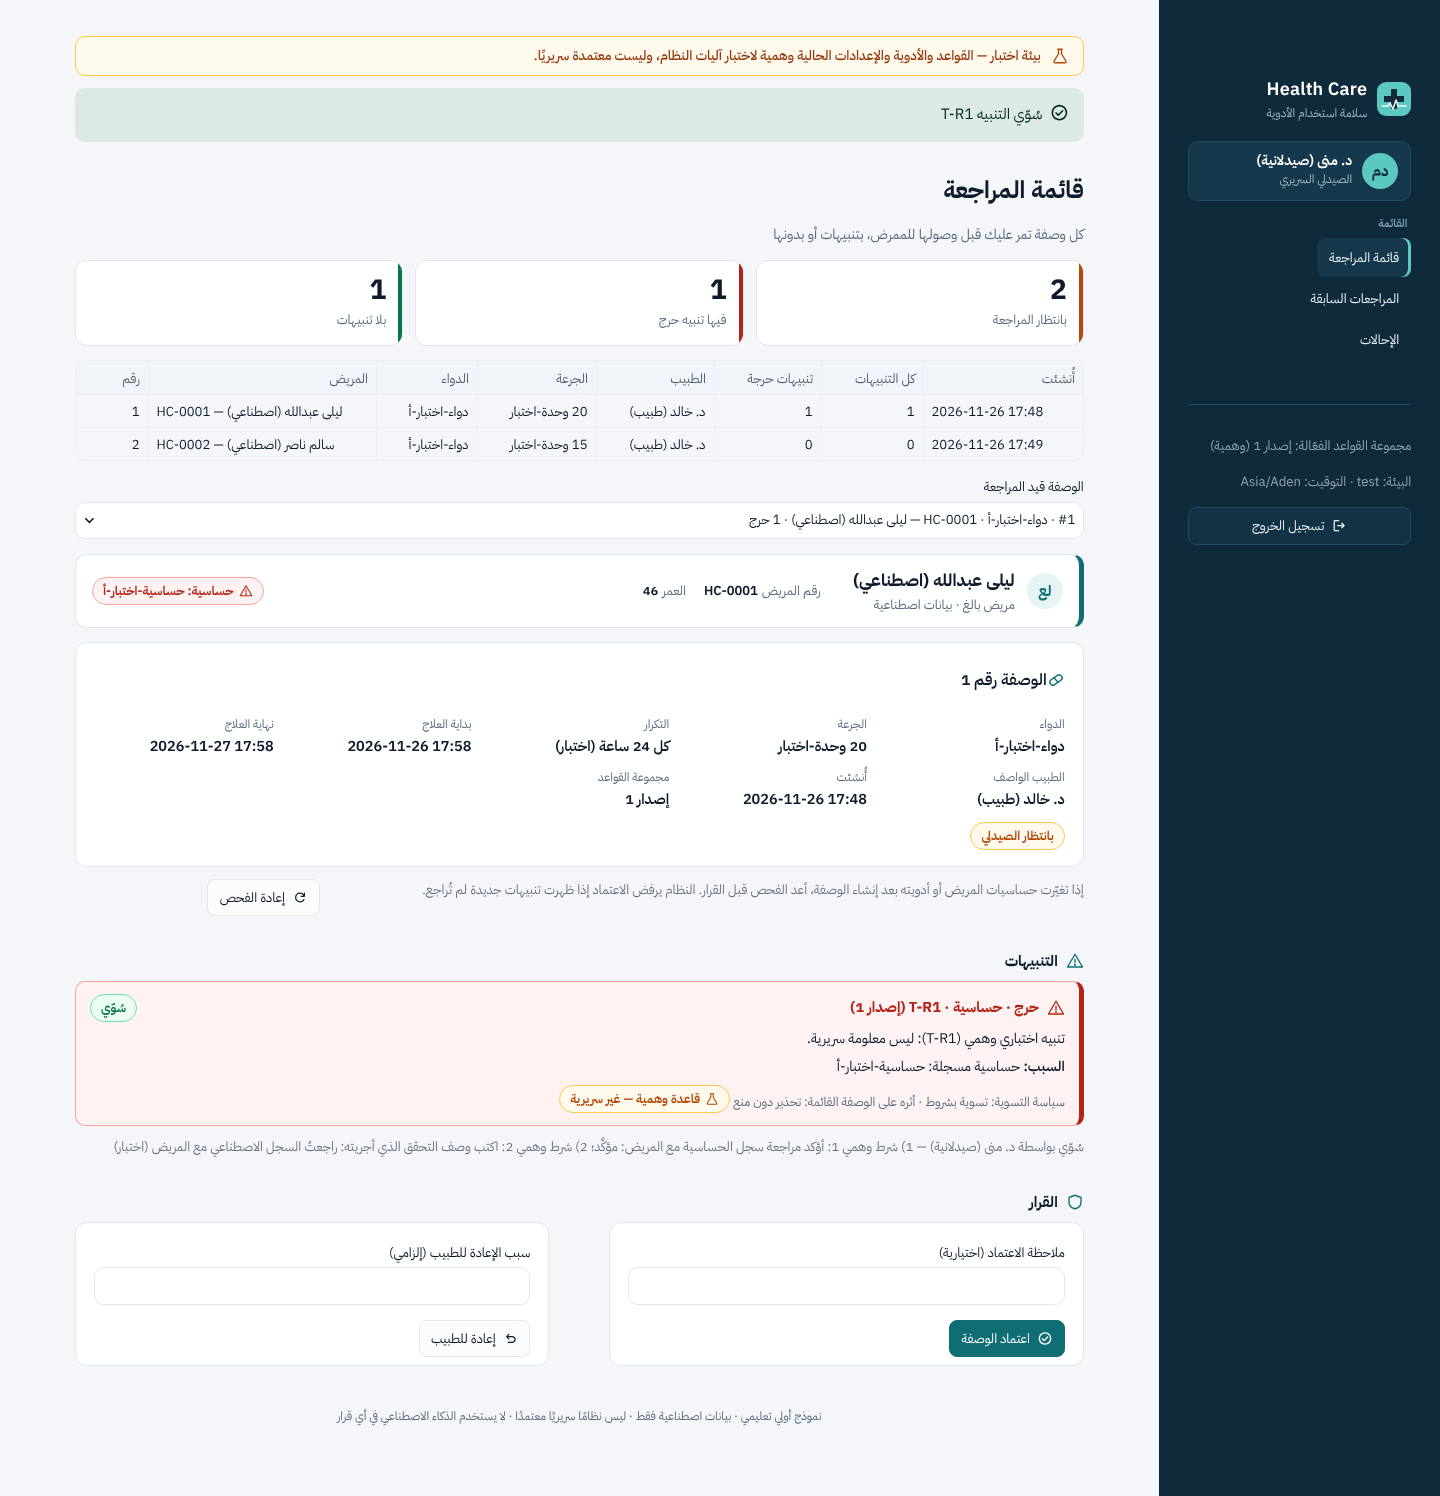 Health Care
سلامة استخدام الأدوية
دم
د. منى (صيدلانية)
الصيدلي السريري
القائمة
قائمة المراجعة
المراجعات السابقة
الإحالات
مجموعة القواعد الفعّالة: إصدار 1 (وهمية)
البيئة: test · التوقيت: Asia/Aden
تسجيل الخروج
بيئة اختبار — القواعد والأدوية والإعدادات الحالية وهمية لاختبار آليات النظام، وليست معتمدة سريريًا.
سُوّي التنبيه T-R1
قائمة المراجعة
كل وصفة تمر عليك قبل وصولها للممرض، بتنبيهات أو بدونها
2
بانتظار المراجعة
1
فيها تنبيه حرج
1
بلا تنبيهات
أُنشئت كل التنبيهات تنبيهات حرجة الطبيب الجرعة الدواء المريض رقم
2026-11-26 17:48 1 1 د. خالد (طبيب) 20 وحدة-اختبار دواء-اختبار-أ HC-0001 — ليلى عبدالله (اصطناعي) 1
2026-11-26 17:49 0 0 د. خالد (طبيب) 15 وحدة-اختبار دواء-اختبار-أ HC-0002 — سالم ناصر (اصطناعي) 2
الوصفة قيد المراجعة
#1 · دواء-اختبار-أ · HC-0001 — ليلى عبدالله (اصطناعي) · 1 حرج
لع
ليلى عبدالله (اصطناعي)
مريض بالغ · بيانات اصطناعية
رقم المريض HC-0001 العمر 46
حساسية: حساسية-اختبار-أ
الوصفة رقم 1
الدواء الجرعة التكرار بداية العلاج نهاية العلاج
دواء-اختبار-أ 20 وحدة-اختبار كل 24 ساعة (اختبار) 2026-11-26 17:58 2026-11-27 17:58
الطبيب الواصف أُنشئت مجموعة القواعد
د. خالد (طبيب) 2026-11-26 17:48 إصدار 1
بانتظار الصيدلي
إذا تغيّرت حساسيات المريض أو أدويته بعد إنشاء الوصفة، أعد الفحص قبل القرار. النظام يرفض الاعتماد إذا ظهرت تنبيهات جديدة لم تُراجع.
إعادة الفحص
التنبيهات
حرج · حساسية · T-R1 (إصدار 1)
سُوّي
تنبيه اختباري وهمي (T-R1): ليس معلومة سريرية.
السبب: حساسية مسجلة: حساسية-اختبار-أ
سياسة التسوية: تسوية بشروط · أثره على الوصفة القائمة: تحذير دون منع
قاعدة وهمية — غير سريرية
سُوّي بواسطة د. منى (صيدلانية) — 1) شرط وهمي 1: أؤكد مراجعة سجل الحساسية مع المريض: مؤكَّد؛ 2) شرط وهمي 2: اكتب وصف التحقق الذي أجريته: راجعتُ السجل الاصطناعي مع المريض (اختبار)
القرار
ملاحظة الاعتماد (اختيارية)
اعتماد الوصفة
سبب الإعادة للطبيب (إلزامي)
إعادة للطبيب
نموذج أولي تعليمي · بيانات اصطناعية فقط · ليس نظامًا سريريًا معتمدًا · لا يستخدم الذكاء الاصطناعي في أي قرار